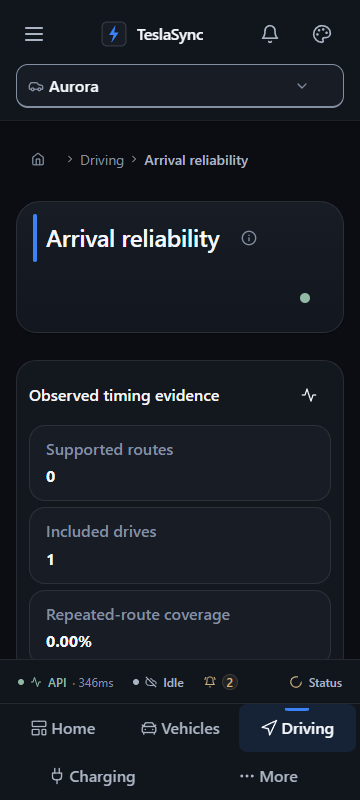 TeslaSync
Aurora
Driving
Arrival reliability
Arrival reliability
Observed timing evidence
Supported routes
0
Included drives
1
Repeated-route coverage
0.00%
API · 346ms
Idle
2
Status
Home
Vehicles
Driving
Charging
More